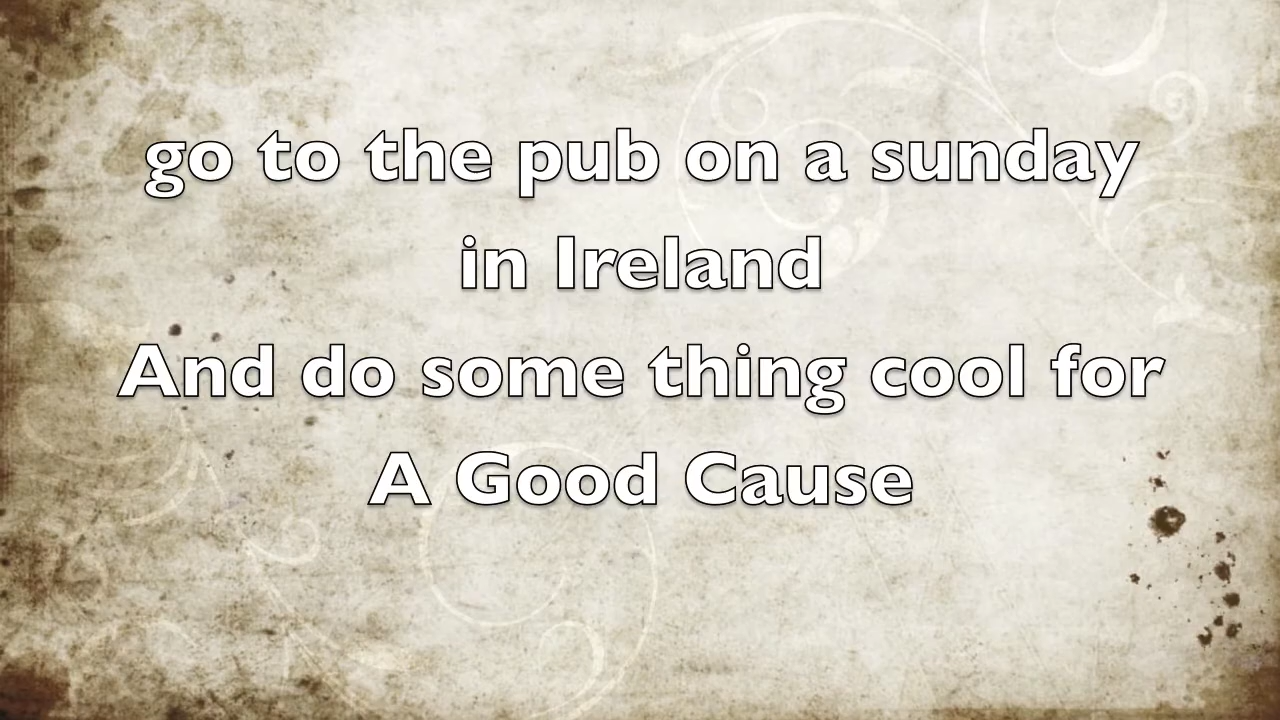 go to the pub on a sunday
in Ireland
And do some thing cool for
A Good Cause